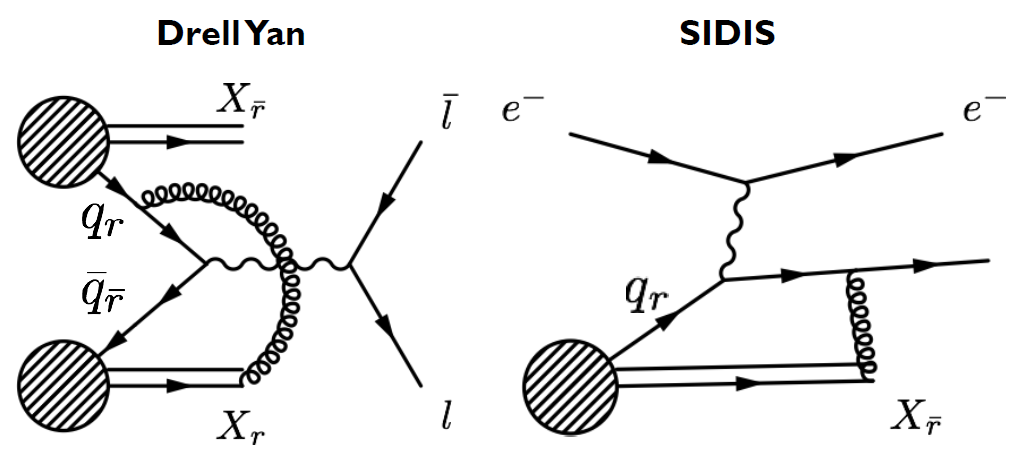 Drell Yan
SIDIS
X_{\bar{r}}
\bar{l}
e^-
e^-
q_r
\bar{q}_{\bar{r}}
q_r
X_r
l
X_{\bar{r}}